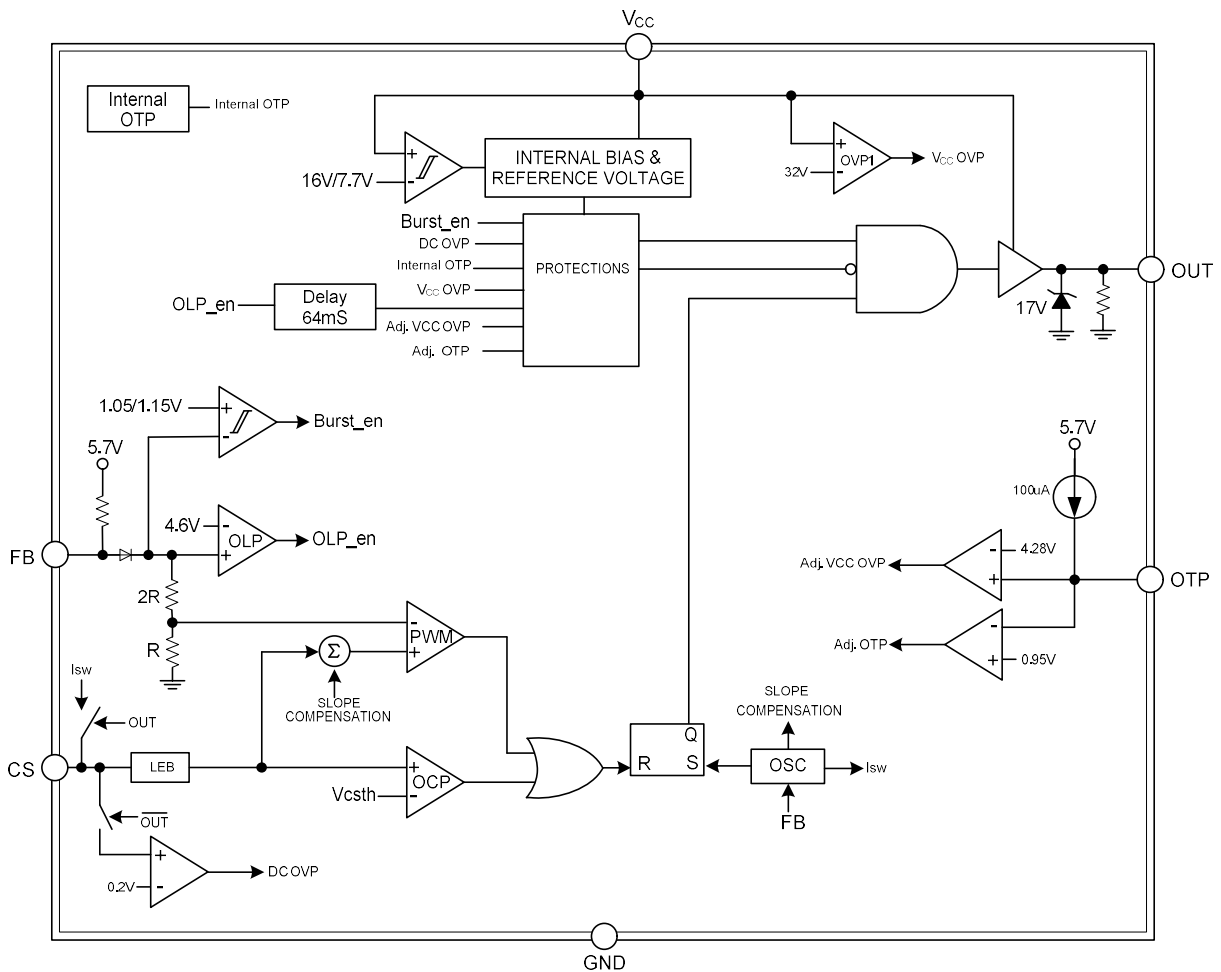 VCC
Internal
OTP
Internal OTP
+
16V/7.7V
-
INTERNAL BIAS &
REFERENCE VOLTAGE
+
OVP1
VCC OVP
32V
-
Burst_en
DC OVP
Internal OTP
PROTECTIONS
VCC OVP
OLP_en
Delay
64mS
Adj. VCC OVP
Adj. OTP
OUT
17V
1.05/1.15V
+
-
Burst_en
5.7V
4.6V
-
OLP
+
OLP_en
FB
2R
R
5.7V
100uA
Adj. VCC OVP
-
4.28V
+
OTP
Adj. OTP
-
+
0.95V
-
PWM
+
Σ
SLOPE
COMPENSATION
Isw
OUT
CS
LEB
+
OCP
Vcsth
-
R
Q
S
SLOPE
COMPENSATION
OSC
Isw
FB
OUT
+
0.2V
-
DC OVP
GND